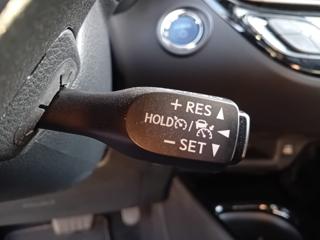 + RES ▲
HOLD / ◀
− SET ▼